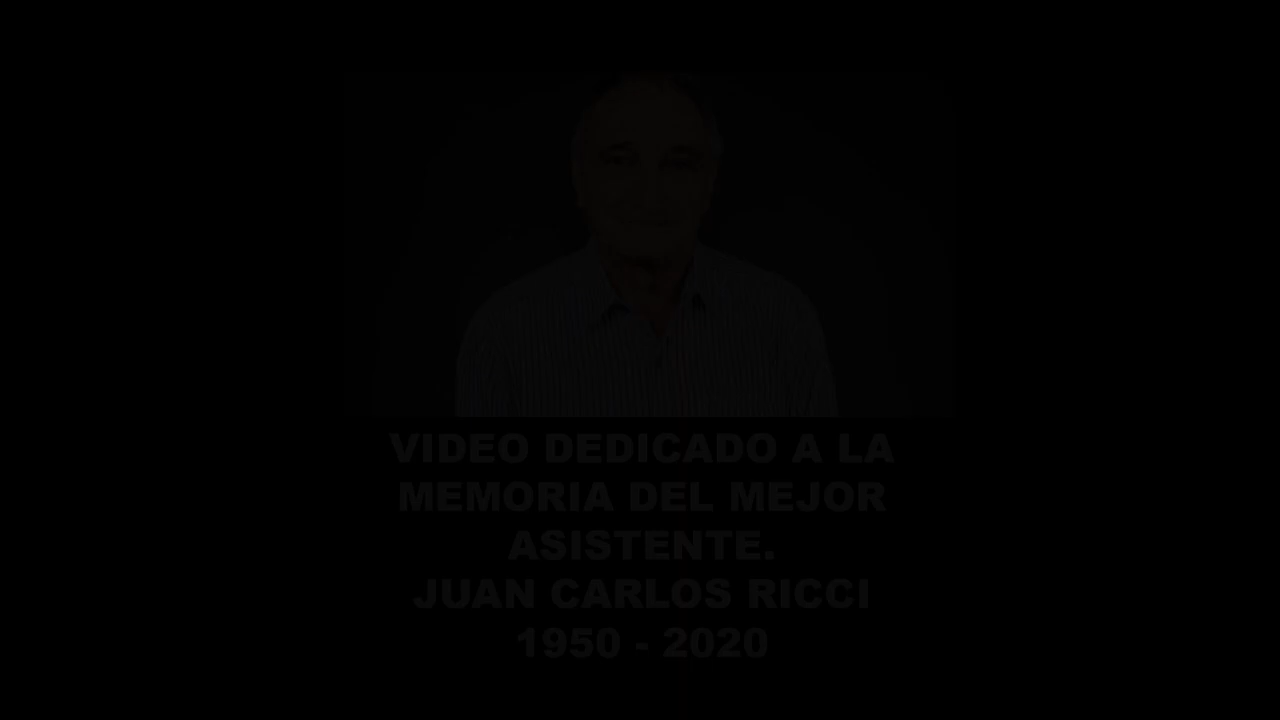 VIDEO DEDICADO A LA
MEMORIA DEL MEJOR
ASISTENTE.
JUAN CARLOS RICCI
1950 - 2020